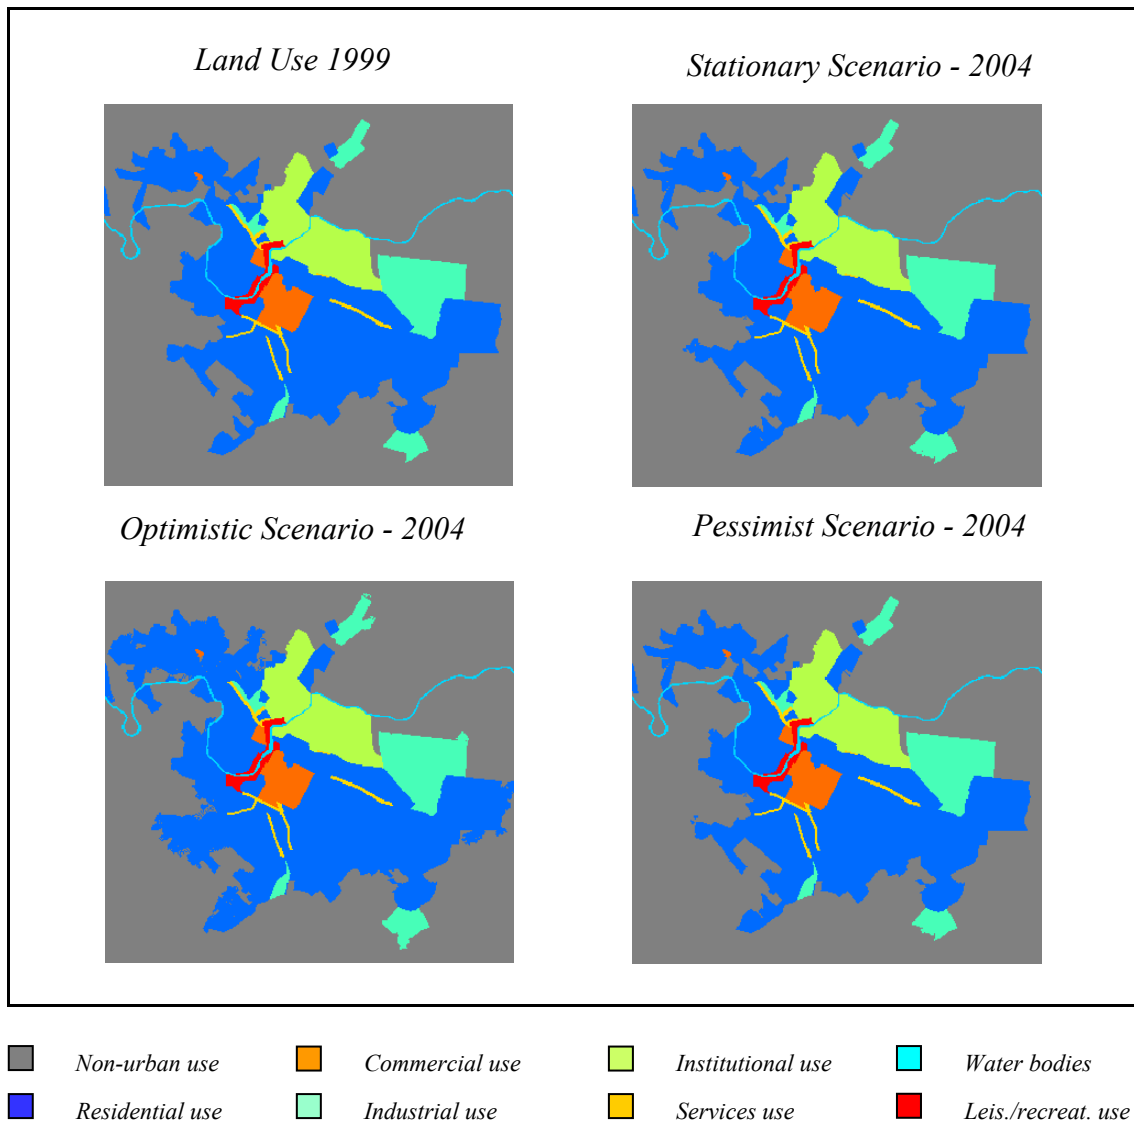 Land Use 1999
Stationary Scenario - 2004
Optimistic Scenario - 2004
Pessimist Scenario - 2004
Non-urban use
Commercial use
Institutional use
Water bodies
Residential use
Industrial use
Services use
Leis./recreat. use